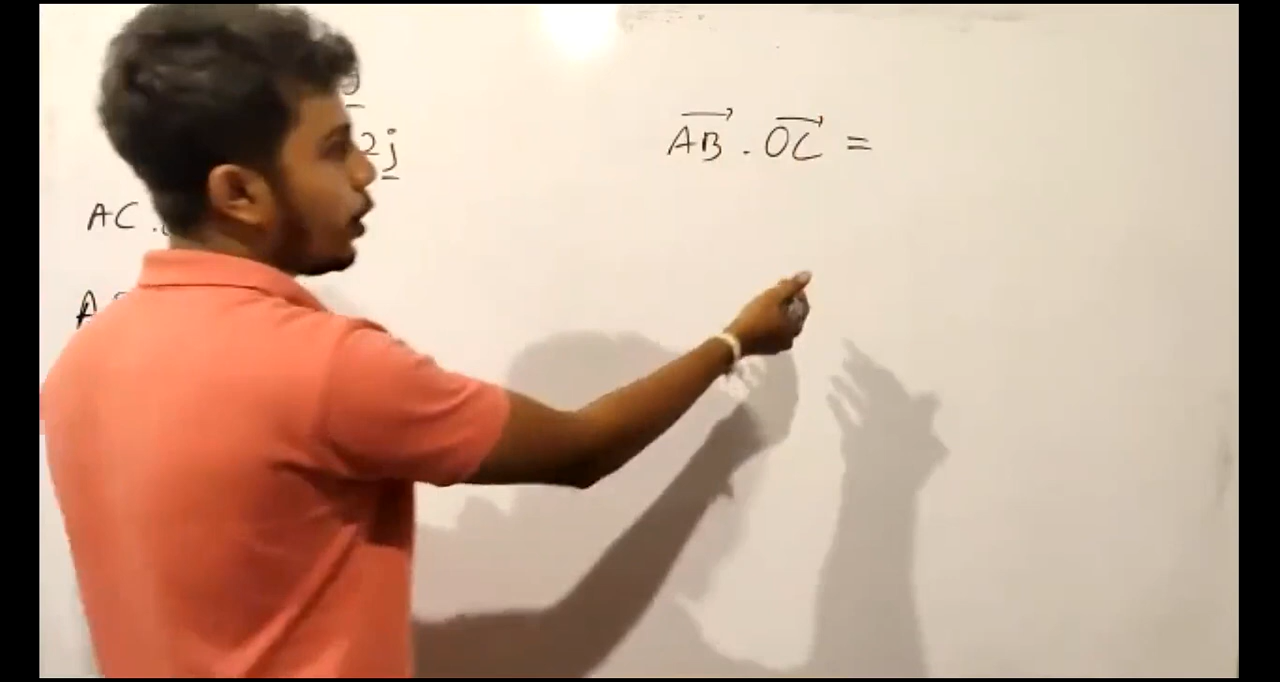 2j
AC .
AB⃗ . OC⃗ =